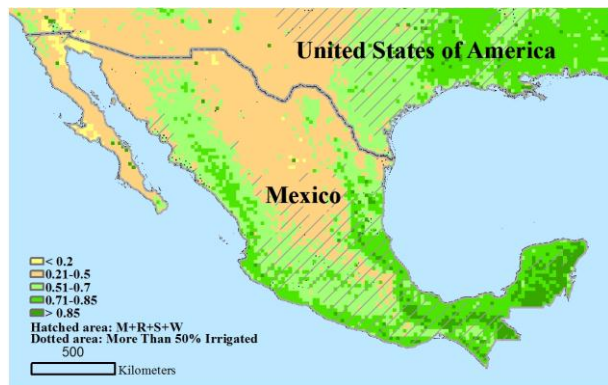 United States of America
Mexico
< 0.2
0.21-0.5
0.51-0.7
0.71-0.85
> 0.85
Hatched area: M+R+S+W
Dotted area: More Than 50% Irrigated
500
Kilometers